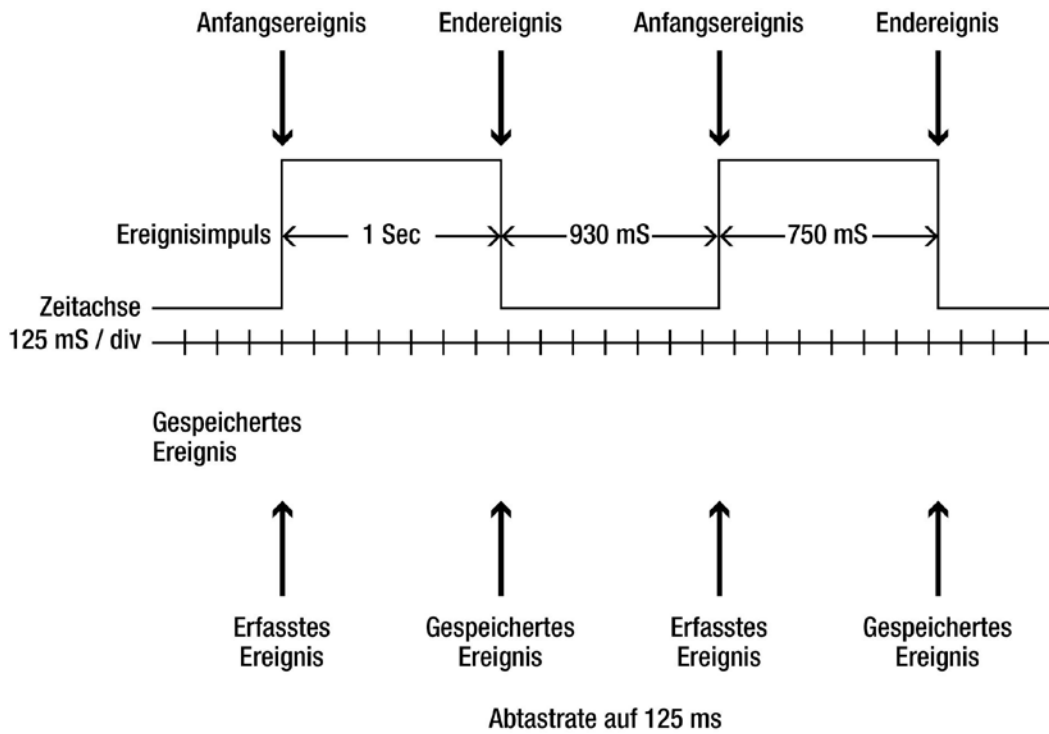 Anfangsereignis
Endereignis
Anfangsereignis
Endereignis
Ereignisimpuls
1 Sec
930 mS
750 mS
Zeitachse
125 mS / div
Gespeichertes
Ereignis
Erfasstes
Ereignis
Gespeichertes
Ereignis
Erfasstes
Ereignis
Gespeichertes
Ereignis
Abtastrate auf 125 ms